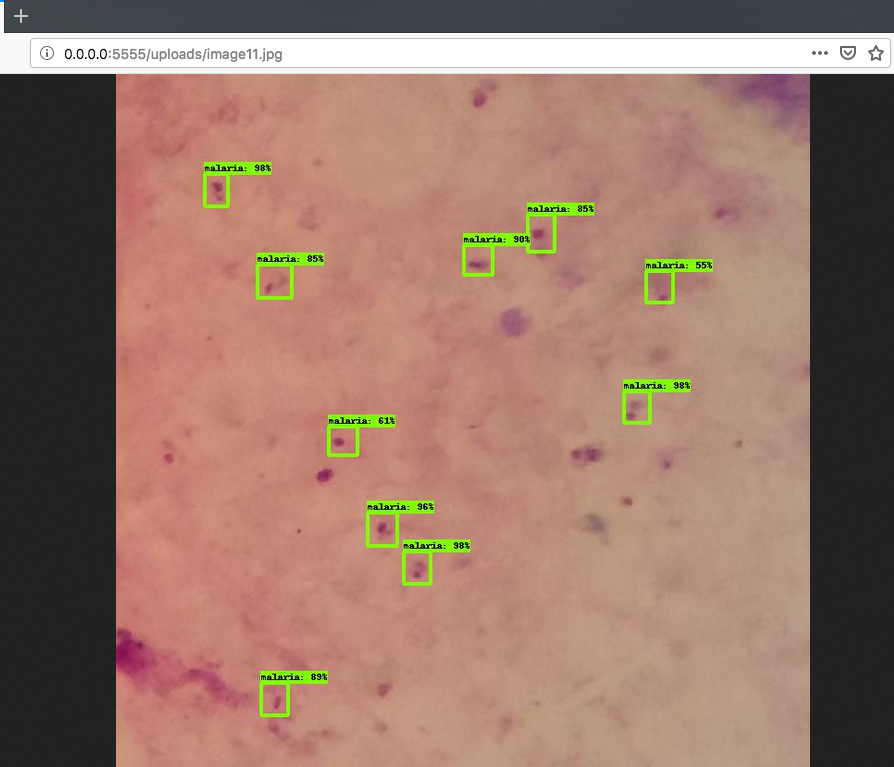 0.0.0.0:5555/uploads/image11.jpg
malaria: 98%
malaria: 85%
malaria: 90%
malaria: 85%
malaria: 55%
malaria: 98%
malaria: 61%
malaria: 96%
malaria: 98%
malaria: 89%